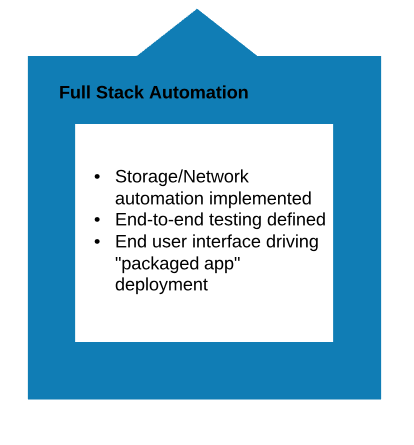 Full Stack Automation
• Storage/Network
automation implemented
• End-to-end testing defined
• End user interface driving
"packaged app"
deployment